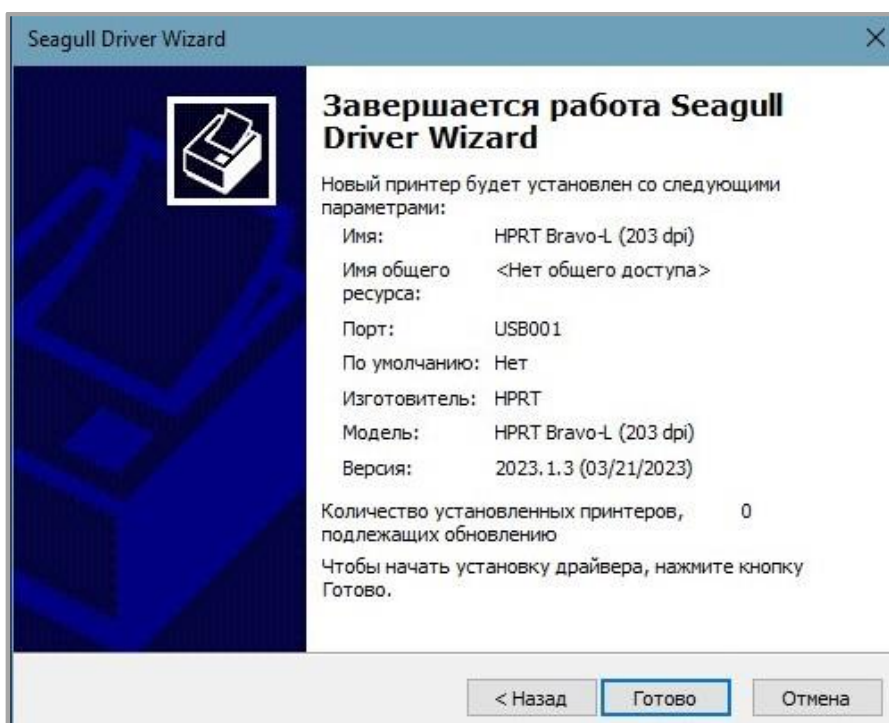 Seagull Driver Wizard
Завершается работа Seagull
Driver Wizard
Новый принтер будет установлен со следующими
параметрами:
Имя: HPRT Bravo-L (203 dpi)
Имя общего <Нет общего доступа>
ресурса:
Порт: USB001
По умолчанию: Нет
Изготовитель: HPRT
Модель: HPRT Bravo-L (203 dpi)
Версия: 2023.1.3 (03/21/2023)
Количество установленных принтеров, 0
подлежащих обновлению
Чтобы начать установку драйвера, нажмите кнопку
Готово.
< Назад Готово Отмена